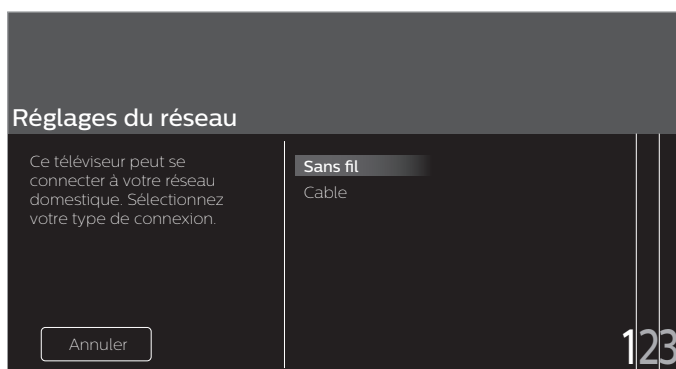 Réglages du réseau
Ce téléviseur peut se
connecter à votre réseau
domestique. Sélectionnez
votre type de connexion.
Sans fil
Cable
Annuler
123